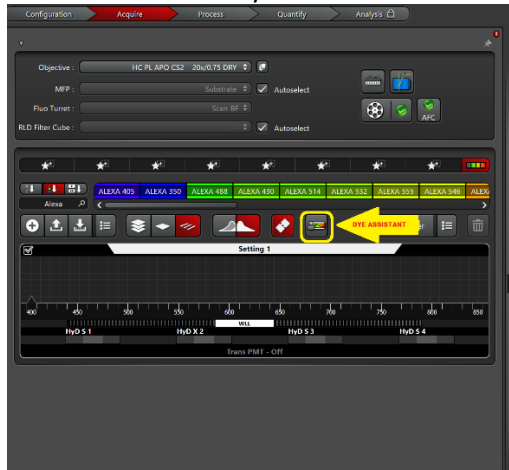 Configuration Acquire Process Quantify Analysis
Objective : HC PL APO CS2 20x/0.75 DRY
MFP : Substrate Autoselect
Fluo Turret : Scan BF
RLD Filter Cube : Autoselect
AFC
ALEXA 405 ALEXA 350 ALEXA 488 ALEXA 430 ALEXA 514 ALEXA 532 ALEXA 555 ALEXA 546 ALEXA
Alexa
DYE ASSISTANT
Setting 1
400 450 500 550 600 650 700 750 800 850
WLL
HyD S 1 HyD X 2 HyD S 3 HyD S 4
Trans PMT - Off